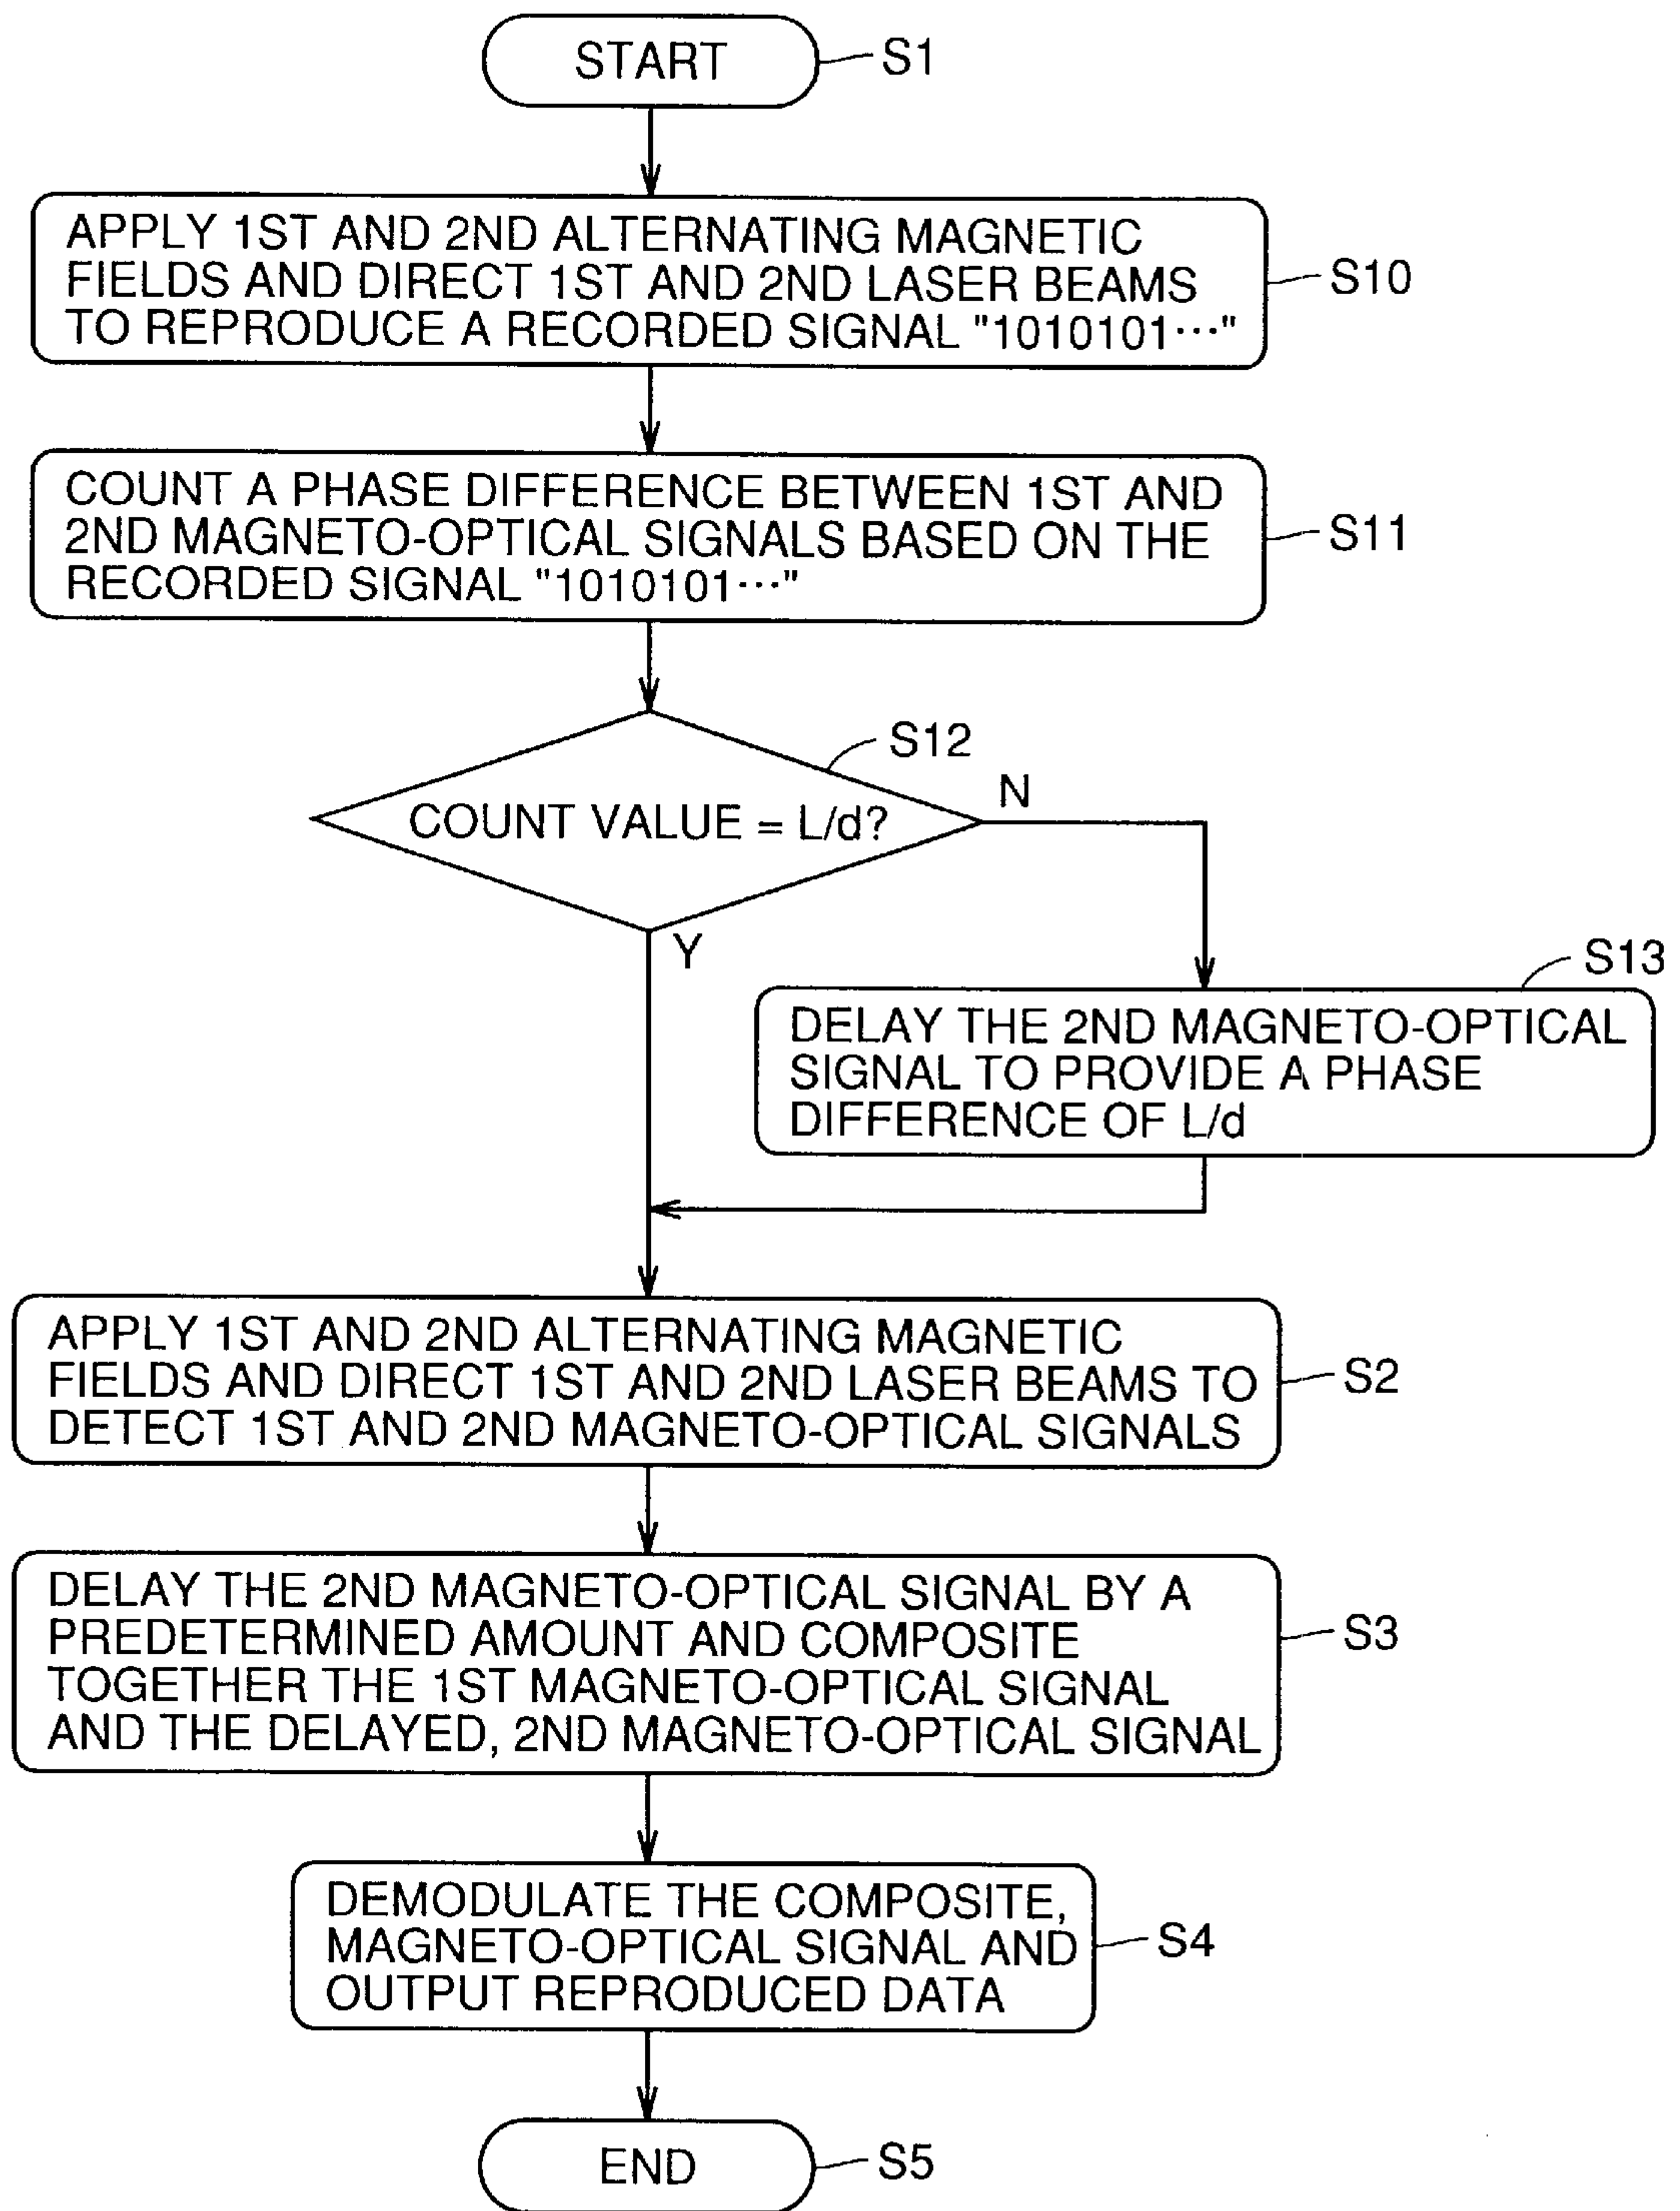 START
S1
APPLY 1ST AND 2ND ALTERNATING MAGNETIC
FIELDS AND DIRECT 1ST AND 2ND LASER BEAMS
TO REPRODUCE A RECORDED SIGNAL "1010101···"
S10
COUNT A PHASE DIFFERENCE BETWEEN 1ST AND
2ND MAGNETO-OPTICAL SIGNALS BASED ON THE
RECORDED SIGNAL "1010101···"
S11
S12
COUNT VALUE = L/d?
N
Y
S13
DELAY THE 2ND MAGNETO-OPTICAL
SIGNAL TO PROVIDE A PHASE
DIFFERENCE OF L/d
APPLY 1ST AND 2ND ALTERNATING MAGNETIC
FIELDS AND DIRECT 1ST AND 2ND LASER BEAMS TO
DETECT 1ST AND 2ND MAGNETO-OPTICAL SIGNALS
S2
DELAY THE 2ND MAGNETO-OPTICAL SIGNAL BY A
PREDETERMINED AMOUNT AND COMPOSITE
TOGETHER THE 1ST MAGNETO-OPTICAL SIGNAL
AND THE DELAYED, 2ND MAGNETO-OPTICAL SIGNAL
S3
DEMODULATE THE COMPOSITE,
MAGNETO-OPTICAL SIGNAL AND
OUTPUT REPRODUCED DATA
S4
END
S5